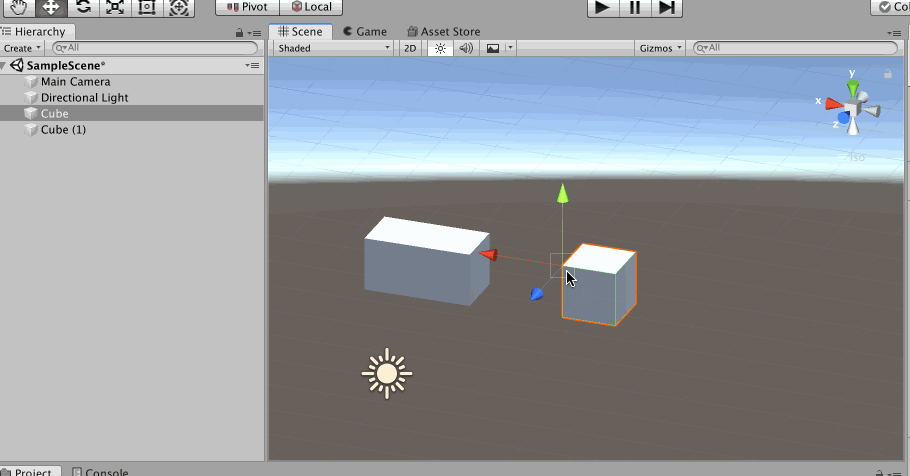 Pivot Local Col
Hierarchy Scene Game Asset Store
Create All Shaded 2D Gizmos All
SampleScene*
Main Camera
Directional Light
Cube
Cube (1)
y
x
z
Iso
Project Console